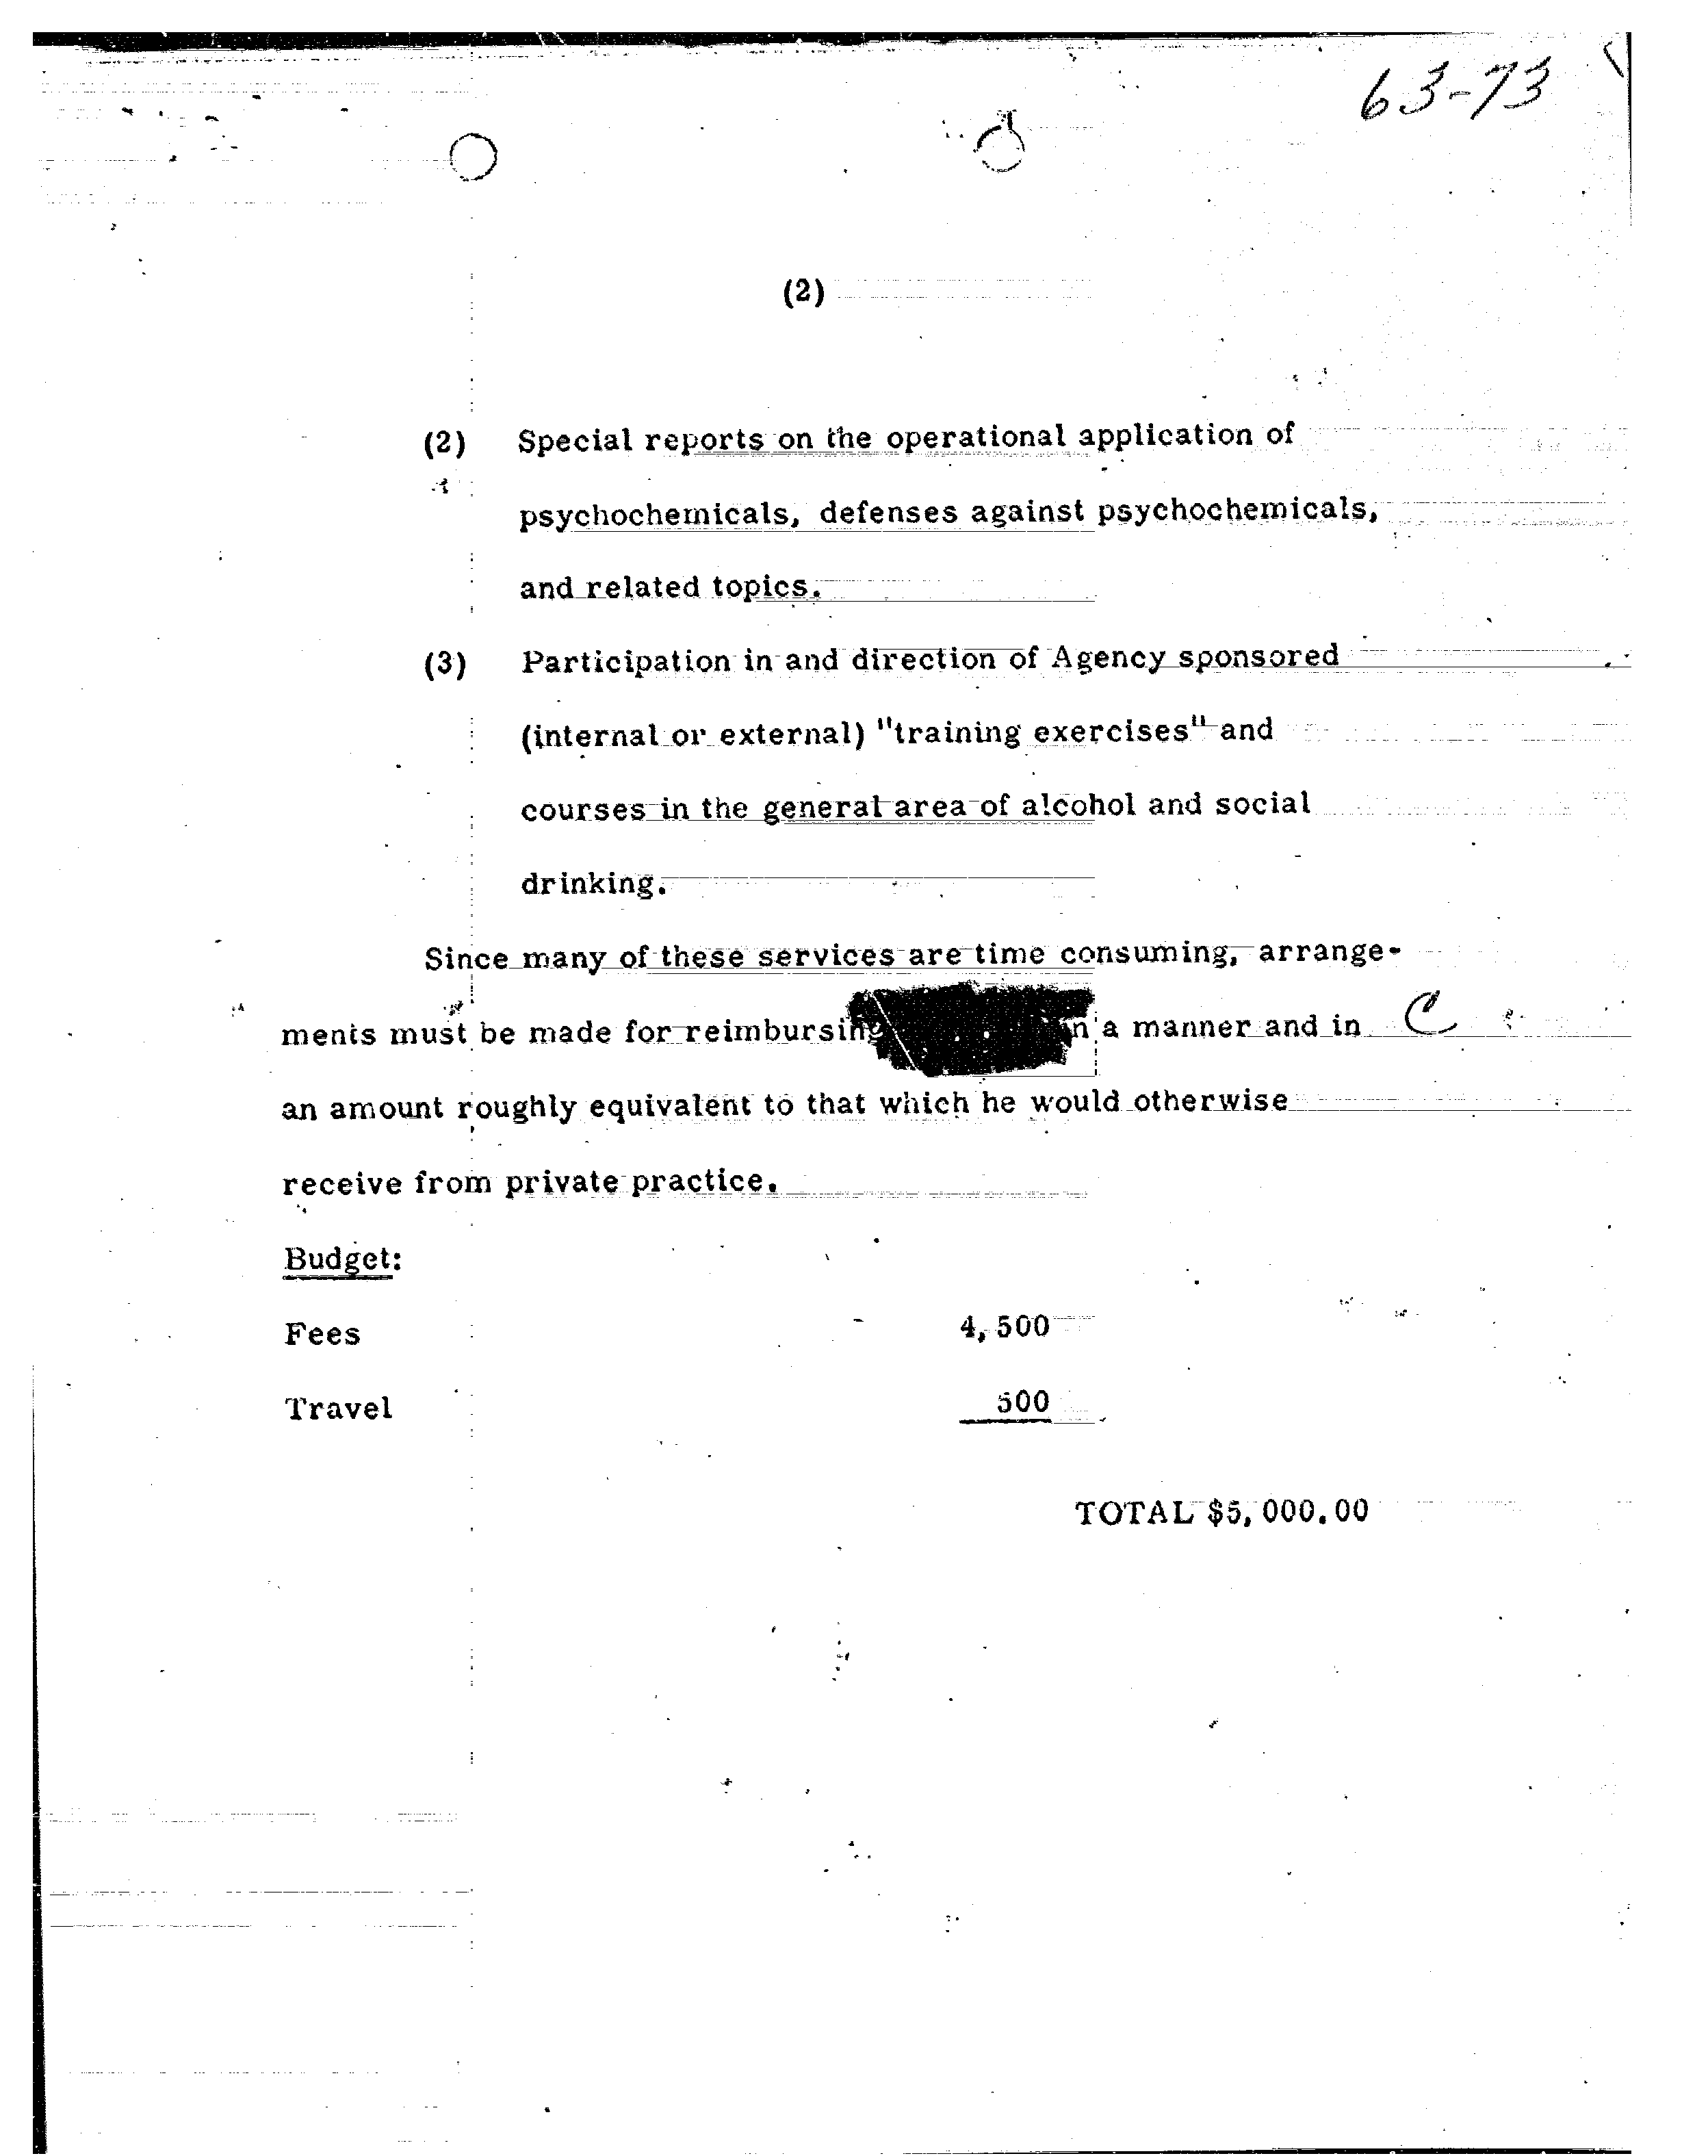 63-73
(2)
(2) Special reports on the operational application of
psychochemicals, defenses against psychochemicals,
and related topics.
(3) Participation in and direction of Agency sponsored
(internal or external) "training exercises" and
courses in the general area of alcohol and social
drinking.
Since many of these services are time consuming, arrange-
ments must be made for reimbursing n a manner and in C
an amount roughly equivalent to that which he would otherwise
receive from private practice.
Budget:
Fees 4,500
Travel 500
TOTAL $5,000.00